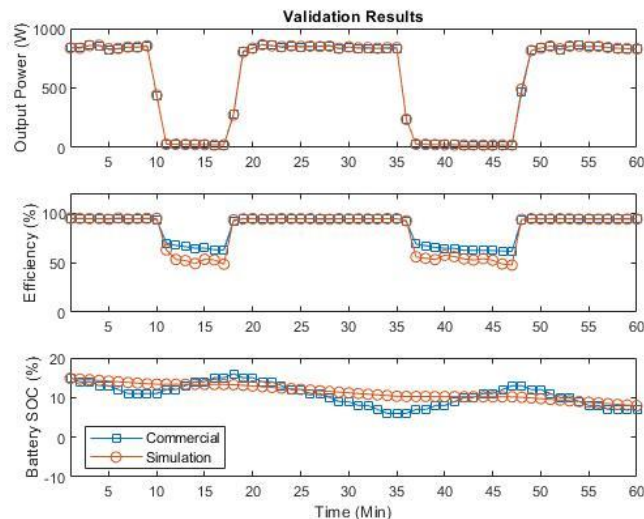 Validation Results
Output Power (W)
1000
500
0
5 10 15 20 25 30 35 40 45 50 55 60
Efficiency (%)
100
50
0
5 10 15 20 25 30 35 40 45 50 55 60
Battery SOC (%)
20
10
0
-10
Commercial
Simulation
5 10 15 20 25 30 35 40 45 50 55 60
Time (Min)